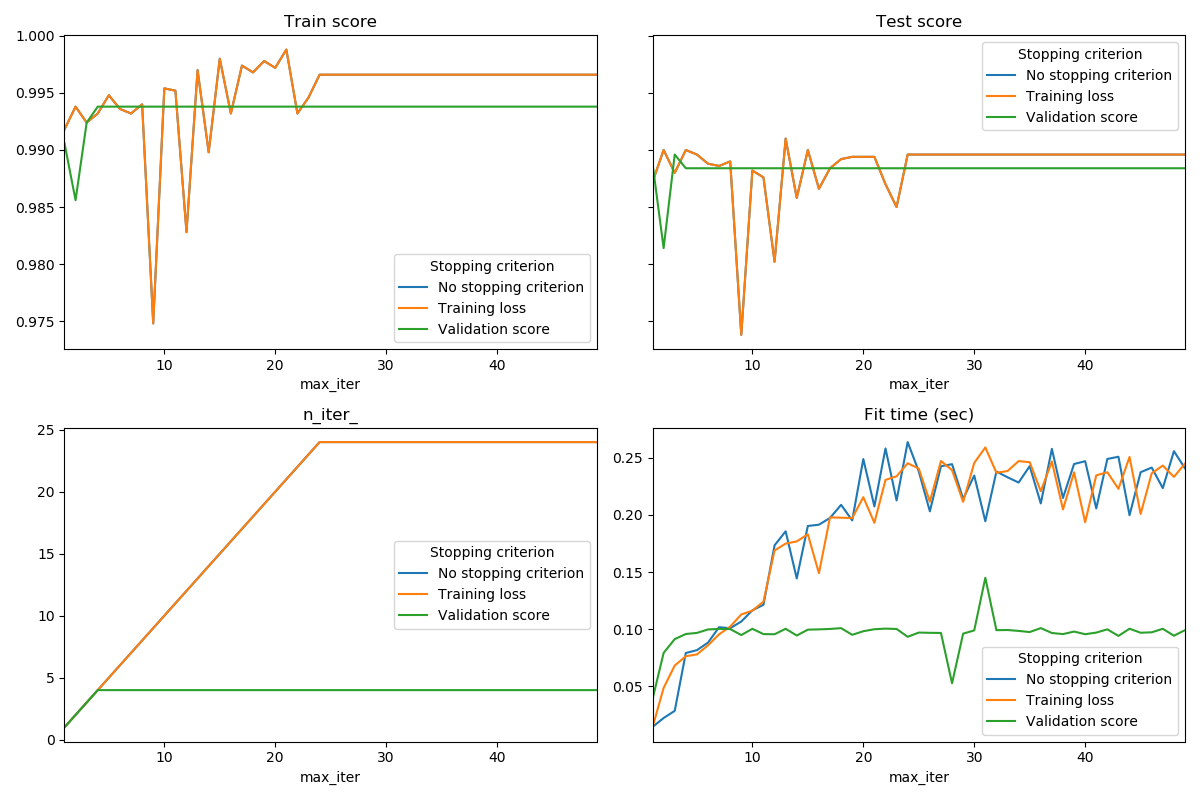 Train score
1.000
0.995
0.990
0.985
0.980
0.975
Stopping criterion
No stopping criterion
Training loss
Validation score
10 20 30 40
max_iter
Test score
Stopping criterion
No stopping criterion
Training loss
Validation score
10 20 30 40
max_iter
n_iter_
25
20
15
10
5
0
Stopping criterion
No stopping criterion
Training loss
Validation score
10 20 30 40
max_iter
Fit time (sec)
0.25
0.20
0.15
0.10
0.05
Stopping criterion
No stopping criterion
Training loss
Validation score
10 20 30 40
max_iter